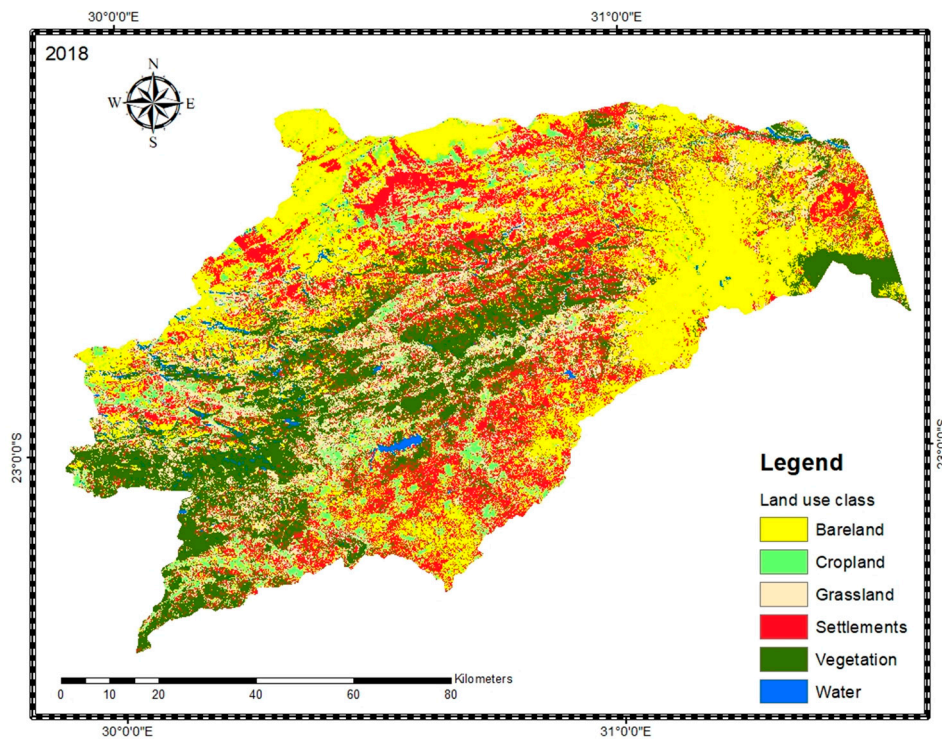 30°0'0"E 31°0'0"E
2018
N
W E
S
23°0'0"S 23°0'0"S
Legend
Land use class
Bareland
Cropland
Grassland
Settlements
Vegetation
Water
Kilometers
0 5 10 20 40 60 80
30°0'0"E 31°0'0"E